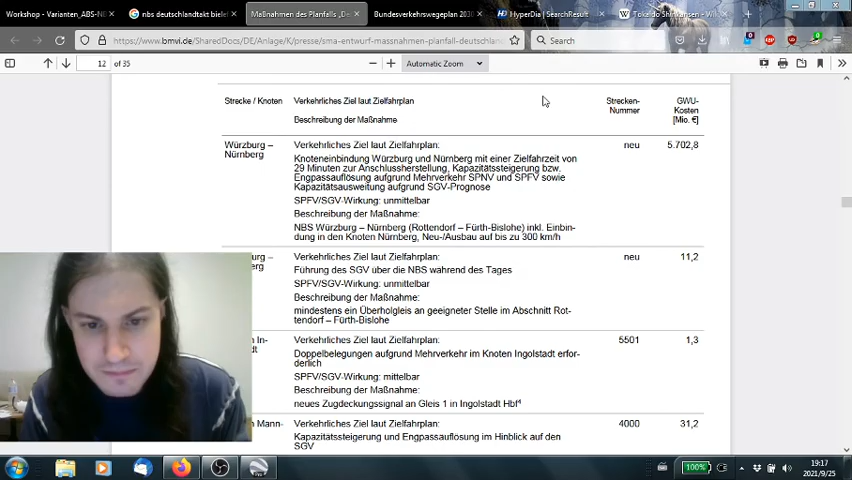 Workshop - Varianten_ABS-N
nbs deutschlandtakt bielef
Maßnahmen des Planfalls „De
Bundesverkehrswegeplan 2030
HyperDia | SearchResult
Tokaido Shinkansen - Wiki
https://www.bmvi.de/SharedDocs/DE/Anlage/K/presse/sma-entwurf-massnahmen-planfall-deutschlan
Search
12 of 35
Automatic Zoom
Strecke / Knoten
Verkehrliches Ziel laut Zielfahrplan
Beschreibung der Maßnahme
Strecken-
Nummer
GWU-
Kosten
[Mio. €]
Würzburg –
Nürnberg
Verkehrliches Ziel laut Zielfahrplan:
Knoteneinbindung Würzburg und Nürnberg mit einer Zielfahrzeit von
29 Minuten zur Anschlussherstellung, Kapazitätssteigerung bzw.
Engpassauflösung aufgrund Mehrverkehr SPNV und SPFV sowie
Kapazitätsausweitung aufgrund SGV-Prognose
SPFV/SGV-Wirkung: unmittelbar
Beschreibung der Maßnahme:
NBS Würzburg – Nürnberg (Rottendorf – Fürth-Bislohe) inkl. Einbin-
dung in den Knoten Nürnberg, Neu-/Ausbau auf bis zu 300 km/h
neu
5.702,8
urg –
erg
Verkehrliches Ziel laut Zielfahrplan:
Führung des SGV über die NBS während des Tages
SPFV/SGV-Wirkung: unmittelbar
Beschreibung der Maßnahme:
mindestens ein Überholgleis an geeigneter Stelle im Abschnitt Rot-
tendorf – Fürth-Bislohe
neu
11,2
n In-
dt
Verkehrliches Ziel laut Zielfahrplan:
Doppelbelegungen aufgrund Mehrverkehr im Knoten Ingolstadt erfor-
derlich
SPFV/SGV-Wirkung: mittelbar
Beschreibung der Maßnahme:
neues Zugdeckungssignal an Gleis 1 in Ingolstadt Hbf⁴
5501
1,3
n Mann-
Verkehrliches Ziel laut Zielfahrplan:
Kapazitätssteigerung und Engpassauflösung im Hinblick auf den
SGV
4000
31,2
100%
19:17
2021/9/25